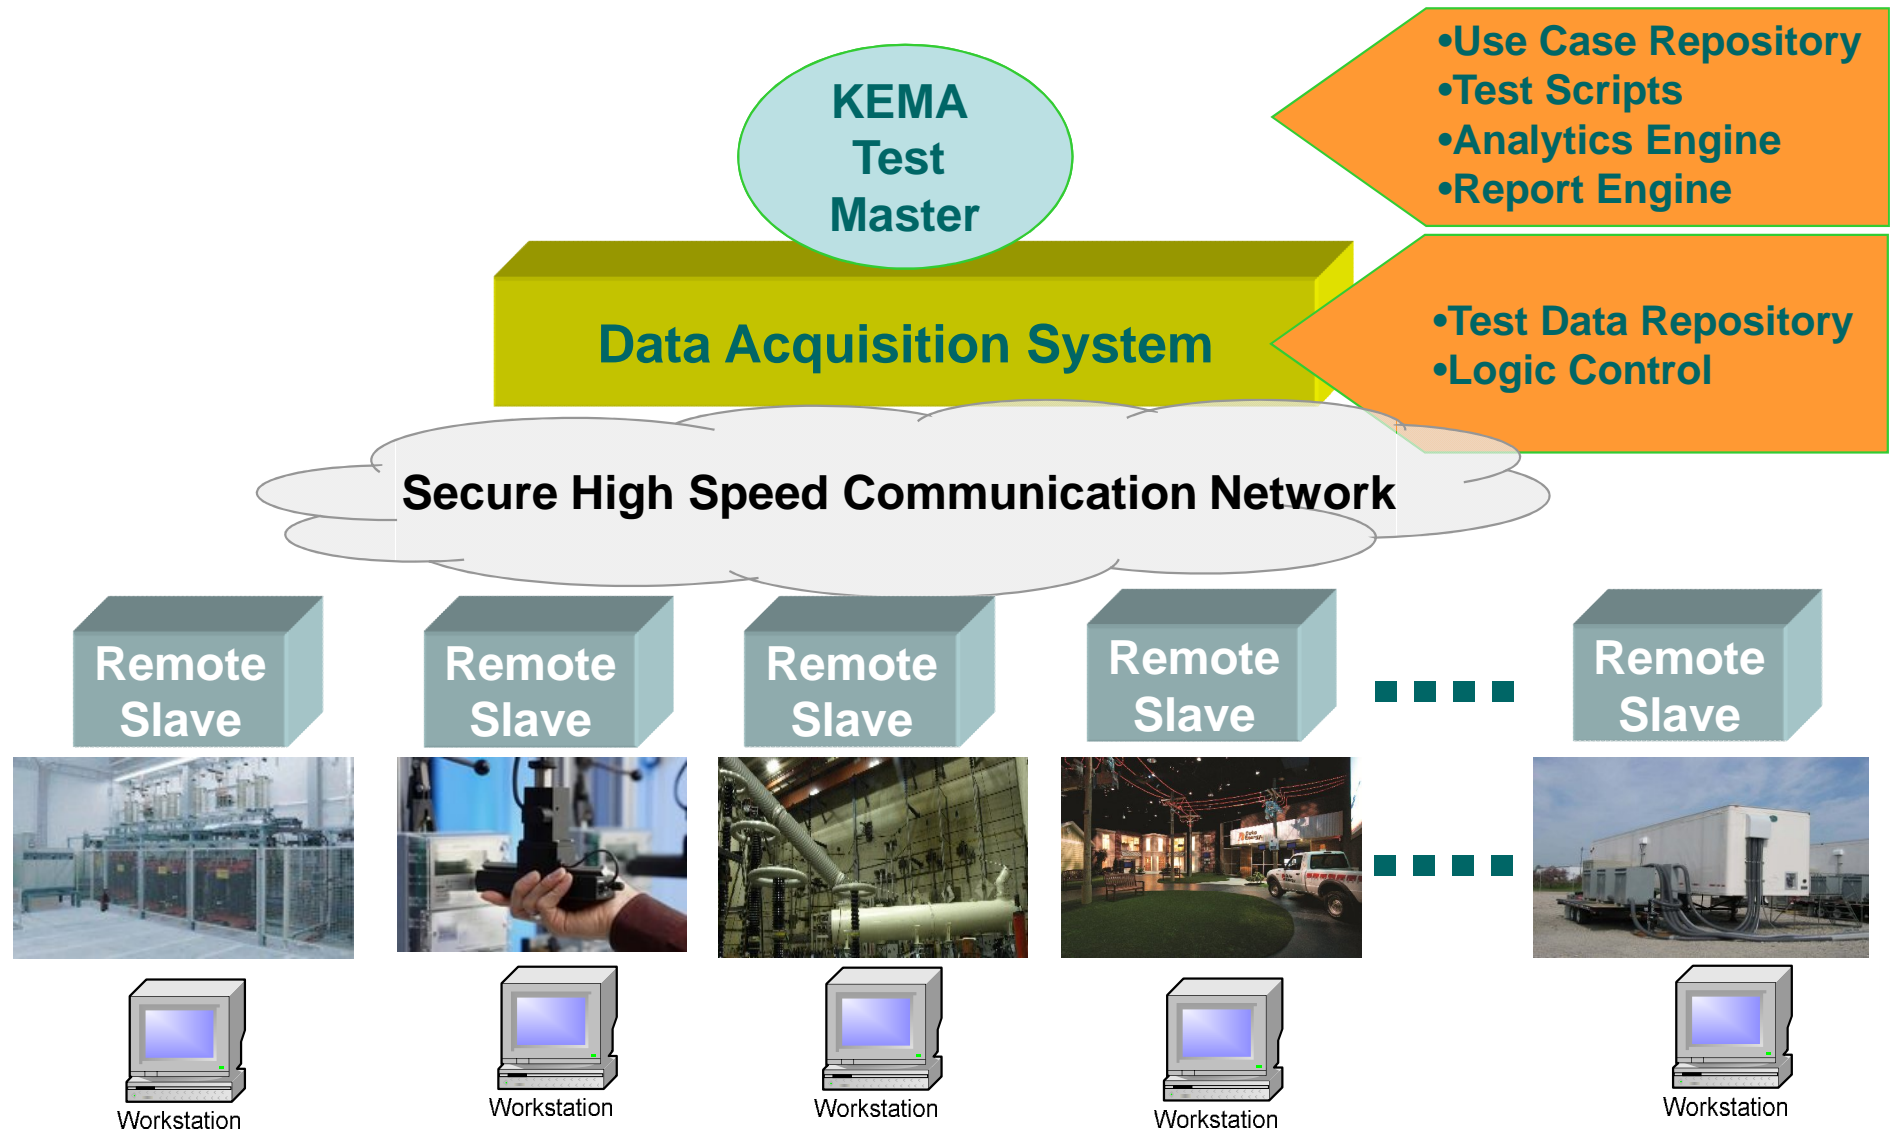 •Use Case Repository
•Test Scripts
•Analytics Engine
•Report Engine
KEMA
Test
Master
Data Acquisition System
•Test Data Repository
•Logic Control
Secure High Speed Communication Network
Remote
Slave
Remote
Slave
Remote
Slave
Remote
Slave
Remote
Slave
Workstation
Workstation
Workstation
Workstation
Workstation